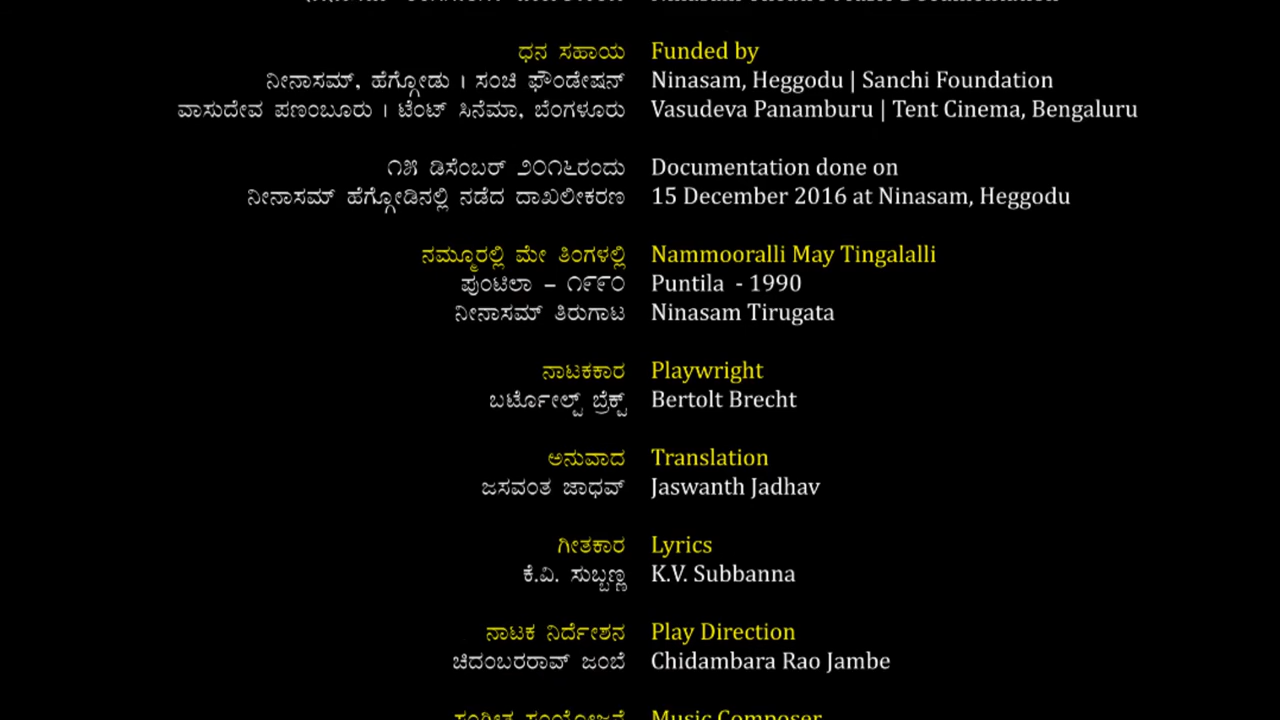 ಧನ ಸಹಾಯ Funded by
ನೀನಾಸಮ್, ಹೆಗ್ಗೋಡು । ಸಂಚಿ ಫೌಂಡೇಷನ್ Ninasam, Heggodu | Sanchi Foundation
ವಾಸುದೇವ ಪಣಂಬೂರು । ಟೆಂಟ್ ಸಿನೆಮಾ, ಬೆಂಗಳೂರು Vasudeva Panamburu | Tent Cinema, Bengaluru
೧೫ ಡಿಸೆಂಬರ್ ೨೦೧೬ರಂದು Documentation done on
ನೀನಾಸಮ್ ಹೆಗ್ಗೋಡಿನಲ್ಲಿ ನಡೆದ ದಾಖಲೀಕರಣ 15 December 2016 at Ninasam, Heggodu
ನಮ್ಮೂರಲ್ಲಿ ಮೇ ತಿಂಗಳಲ್ಲಿ Nammooralli May Tingalalli
ಪುಂಟಿಲಾ – ೧೯೯೦ Puntila - 1990
ನೀನಾಸಮ್ ತಿರುಗಾಟ Ninasam Tirugata
ನಾಟಕಕಾರ Playwright
ಬರ್ಟೋಲ್ಟ್ ಬ್ರೆಕ್ಟ್ Bertolt Brecht
ಅನುವಾದ Translation
ಜಸವಂತ ಜಾಧವ್ Jaswanth Jadhav
ಗೀತಕಾರ Lyrics
ಕೆ.ವಿ. ಸುಬ್ಬಣ್ಣ K.V. Subbanna
ನಾಟಕ ನಿರ್ದೇಶನ Play Direction
ಚಿದಂಬರರಾವ್ ಜಂಬೆ Chidambara Rao Jambe
ಸಂಗೀತ ಸಂಯೋಜನೆ Music Composer